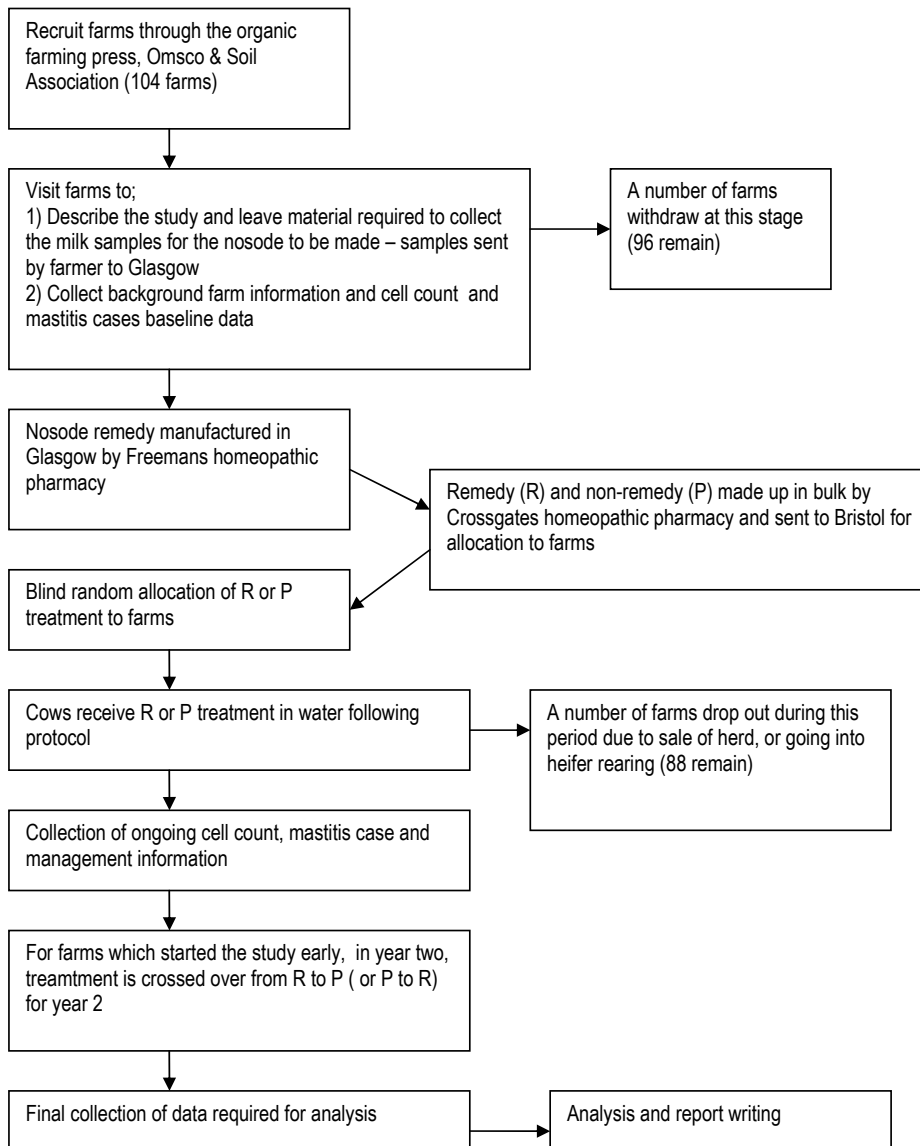 Recruit farms through the organic
farming press, Omsco & Soil
Association (104 farms)
Visit farms to;
1) Describe the study and leave material required to collect
the milk samples for the nosode to be made – samples sent
by farmer to Glasgow
2) Collect background farm information and cell count and
mastitis cases baseline data
A number of farms
withdraw at this stage
(96 remain)
Nosode remedy manufactured in
Glasgow by Freemans homeopathic
pharmacy
Remedy (R) and non-remedy (P) made up in bulk by
Crossgates homeopathic pharmacy and sent to Bristol for
allocation to farms
Blind random allocation of R or P
treatment to farms
Cows receive R or P treatment in water following
protocol
A number of farms drop out during this
period due to sale of herd, or going into
heifer rearing (88 remain)
Collection of ongoing cell count, mastitis case and
management information
For farms which started the study early, in year two,
treamtment is crossed over from R to P ( or P to R)
for year 2
Final collection of data required for analysis
Analysis and report writing